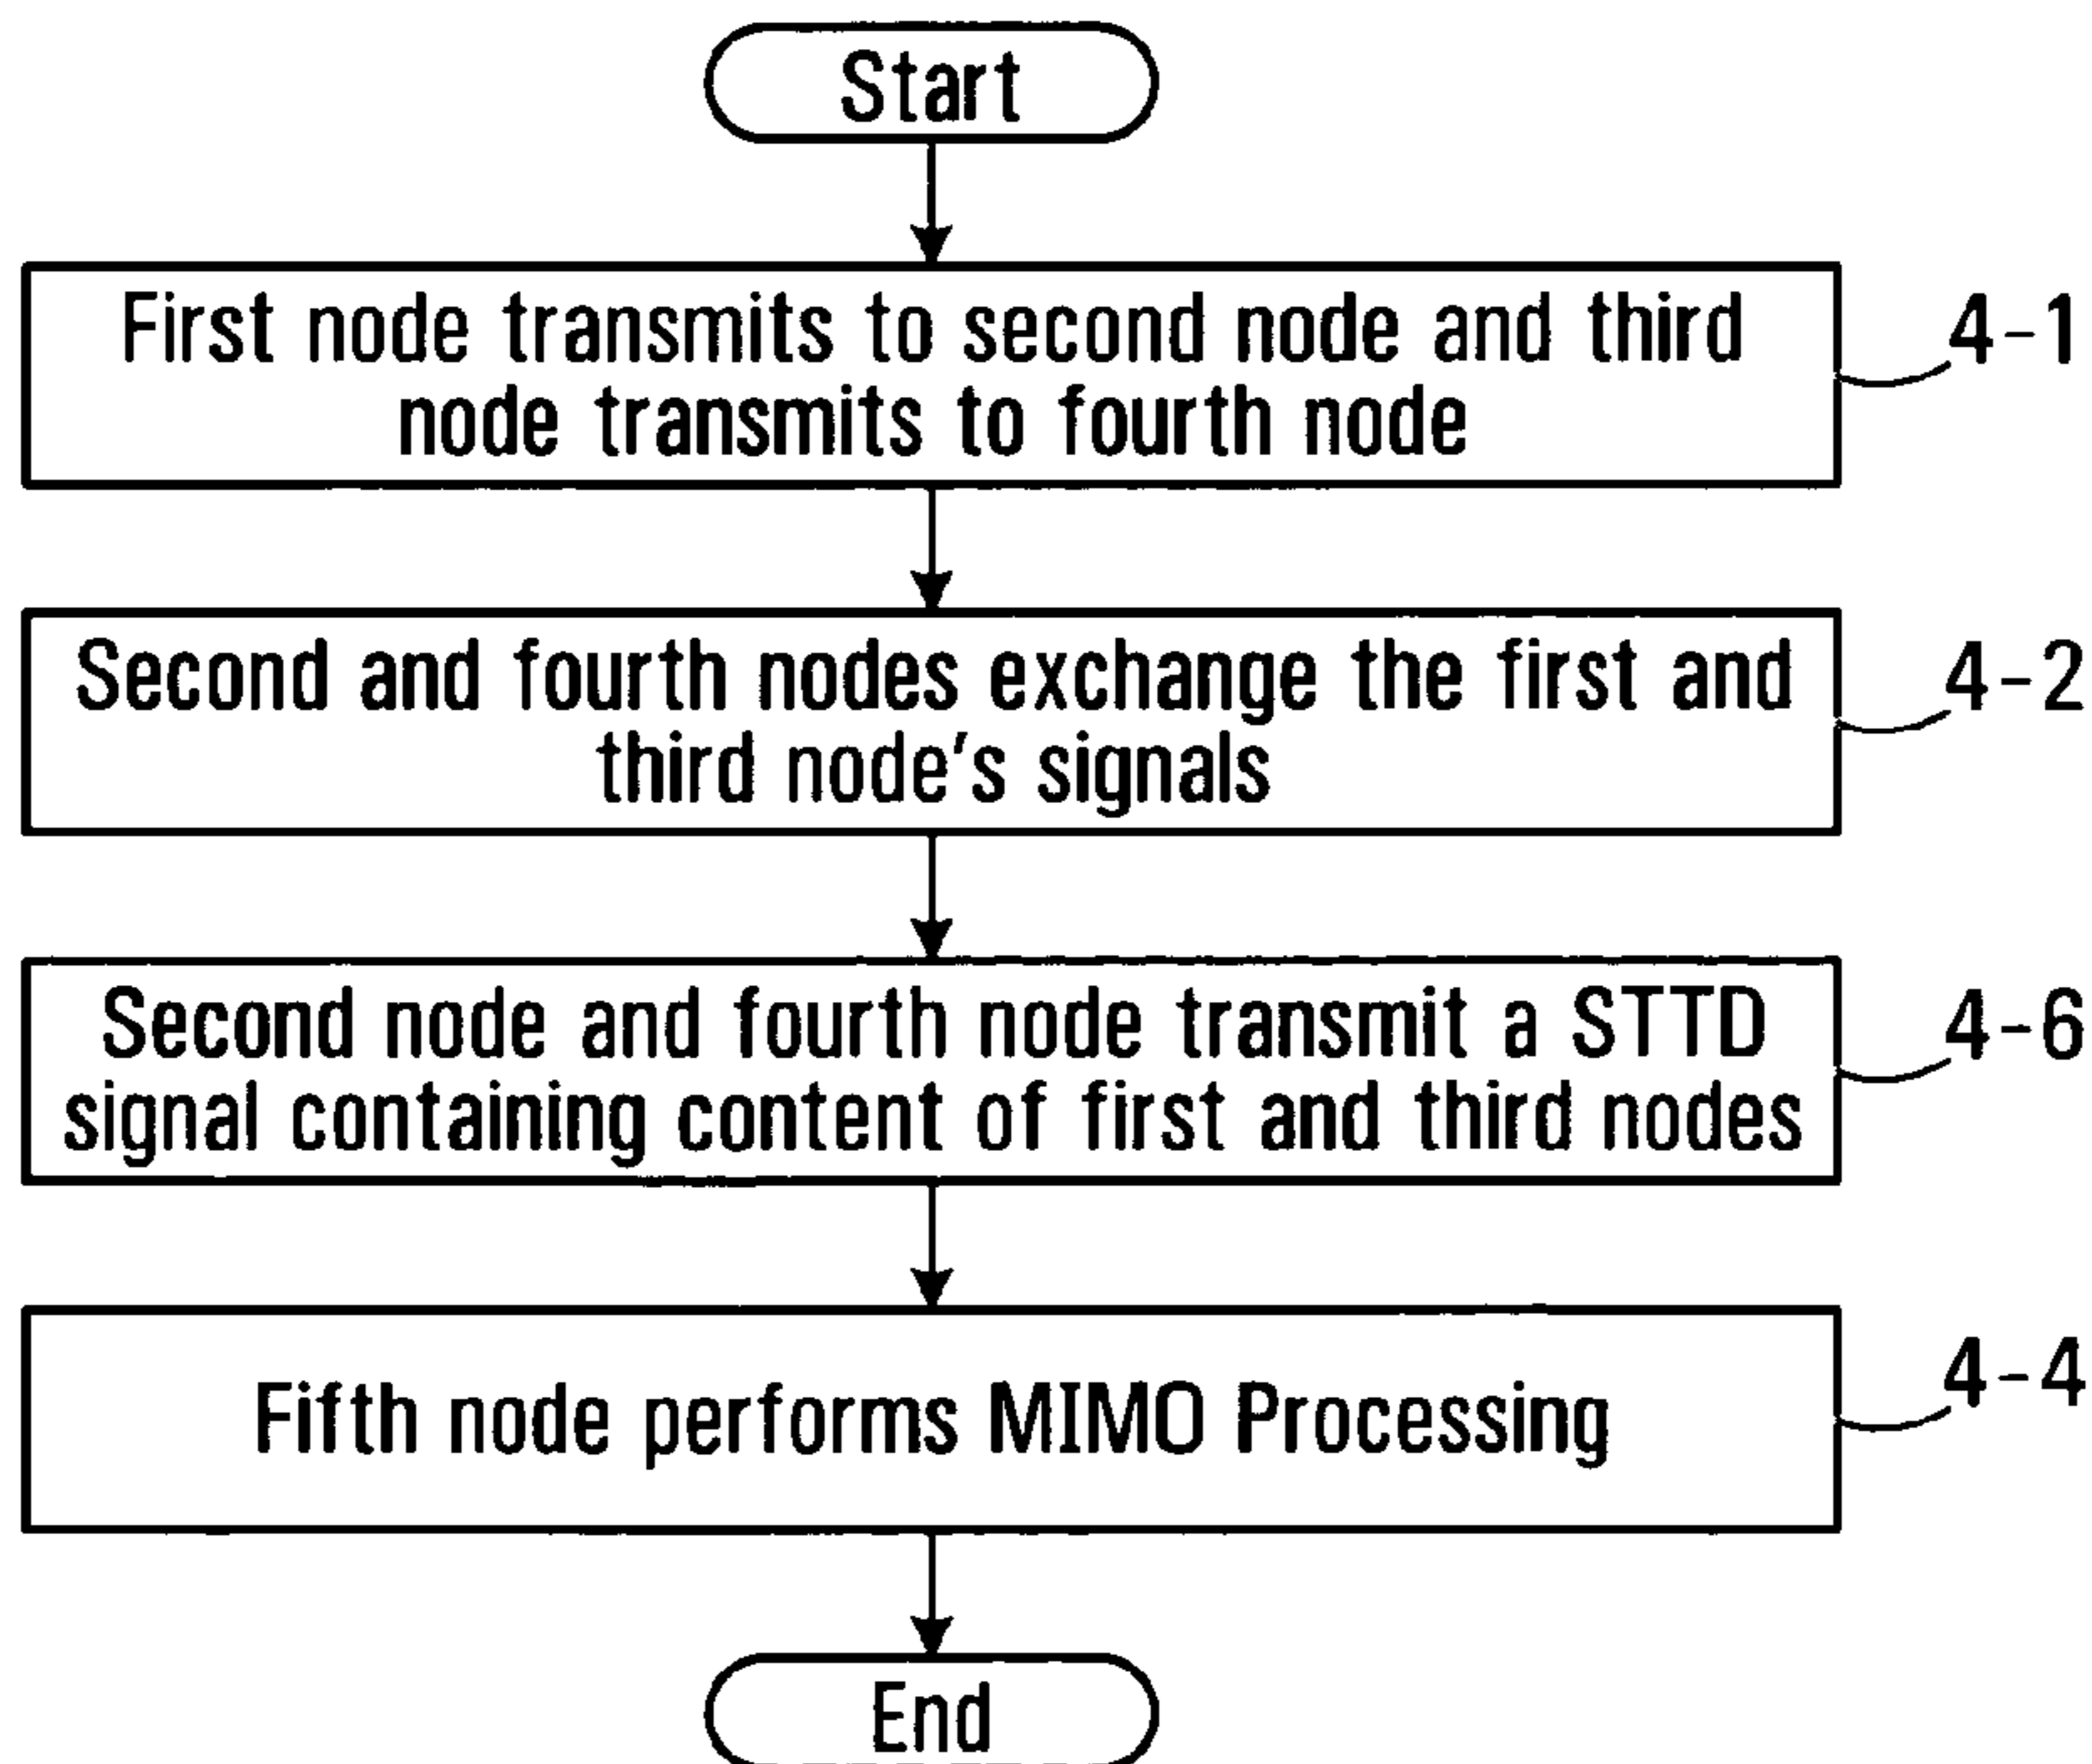 Start
First node transmits to second node and third
node transmits to fourth node
4-1
Second and fourth nodes exchange the first and
third node's signals
4-2
Second node and fourth node transmit a STTD
signal containing content of first and third nodes
4-6
Fifth node performs MIMO Processing
4-4
End